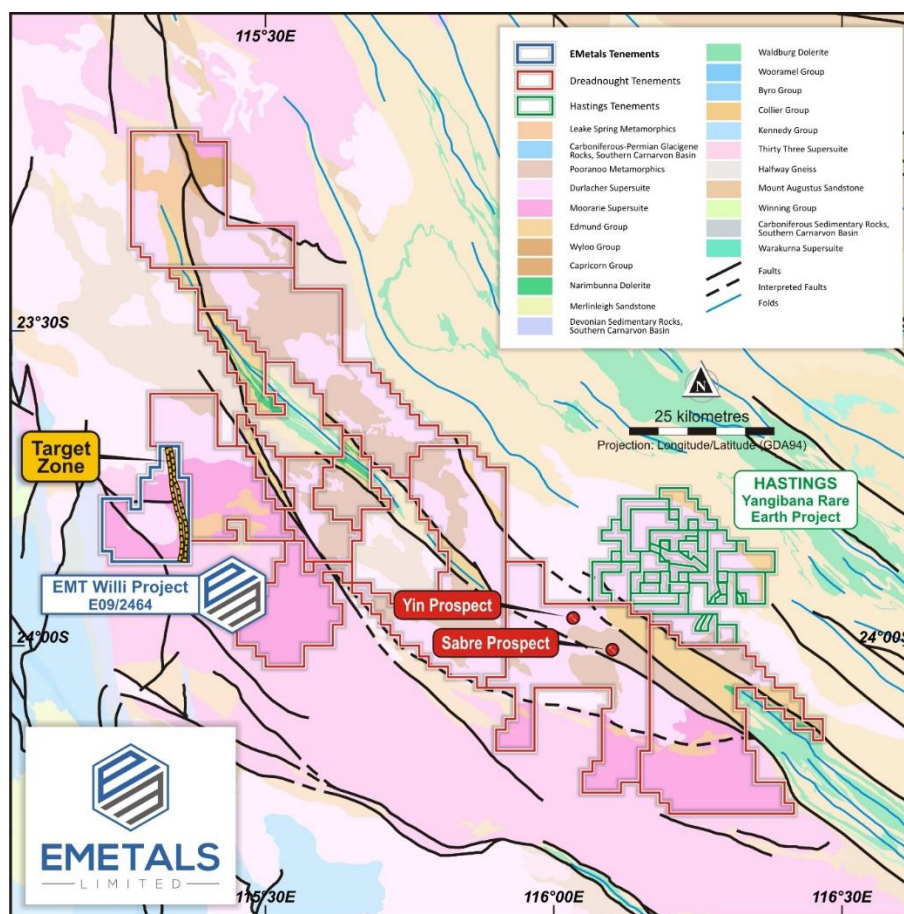 115°30E
EMetals Tenements
Dreadnought Tenements
Hastings Tenements
Leake Spring Metamorphics
Carboniferous-Permian Glacigene
Rocks, Southern Carnarvon Basin
Pooranoo Metamorphics
Durlacher Supersuite
Moorarie Supersuite
Edmund Group
Wyloo Group
Capricorn Group
Narimbunna Dolerite
Merlinleigh Sandstone
Devonian Sedimentary Rocks,
Southern Carnarvon Basin
Waldburg Dolerite
Wooramel Group
Byro Group
Collier Group
Kennedy Group
Thirty Three Supersuite
Halfway Gneiss
Mount Augustus Sandstone
Winning Group
Carboniferous Sedimentary Rocks,
Southern Carnarvon Basin
Warakurna Supersuite
Faults
Interpreted Faults
Folds
23°30S
N
25 kilometres
Projection: Longitude/Latitude (GDA94)
Target
Zone
HASTINGS
Yangibana Rare
Earth Project
EMT Willi Project
E09/2464
Yin Prospect
Sabre Prospect
24°00S
24°00S
EMETALS
LIMITED
115°30E
116°00E
116°30E